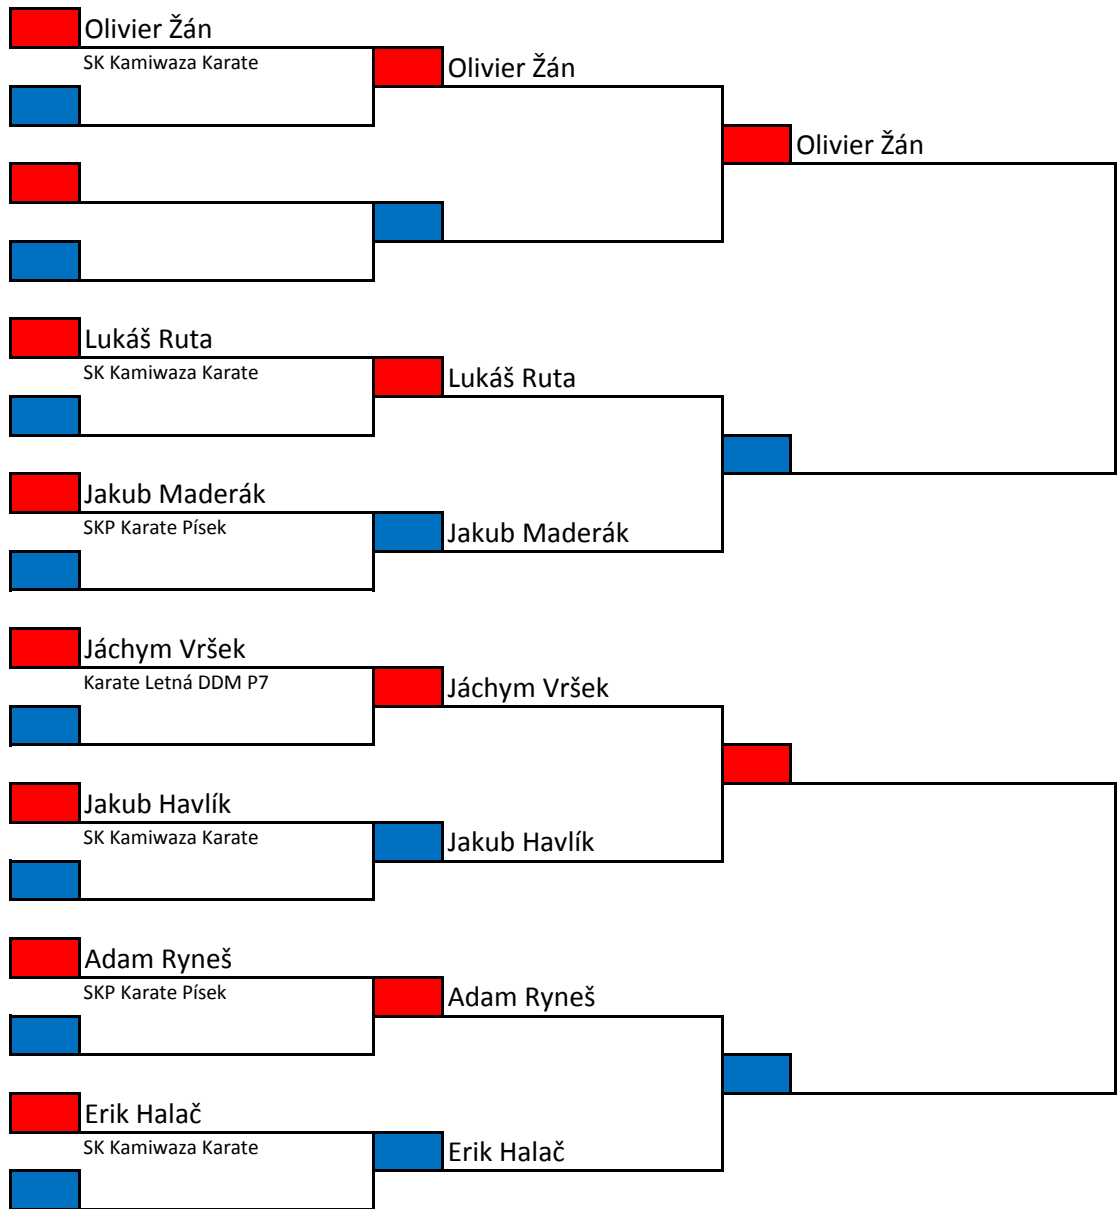 Olivier Žán
SK Kamiwaza Karate
Olivier Žán
Olivier Žán
Lukáš Ruta
SK Kamiwaza Karate
Lukáš Ruta
Jakub Maderák
SKP Karate Písek
Jakub Maderák
Jáchym Vršek
Karate Letná DDM P7
Jáchym Vršek
Jakub Havlík
SK Kamiwaza Karate
Jakub Havlík
Adam Ryneš
SKP Karate Písek
Adam Ryneš
Erik Halač
SK Kamiwaza Karate
Erik Halač